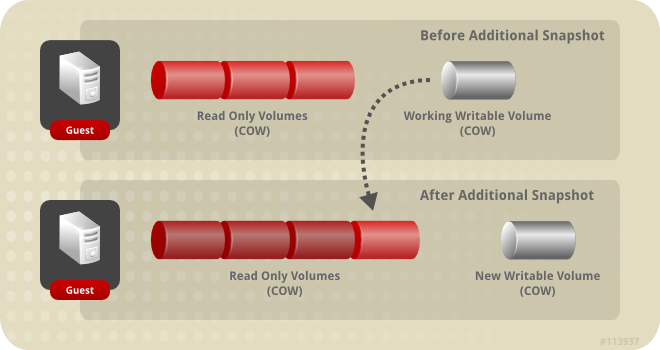 Before Additional Snapshot
Guest
Read Only Volumes
(COW)
Working Writable Volume
(COW)
After Additional Snapshot
Guest
Read Only Volumes
(COW)
New Writable Volume
(COW)
#113937